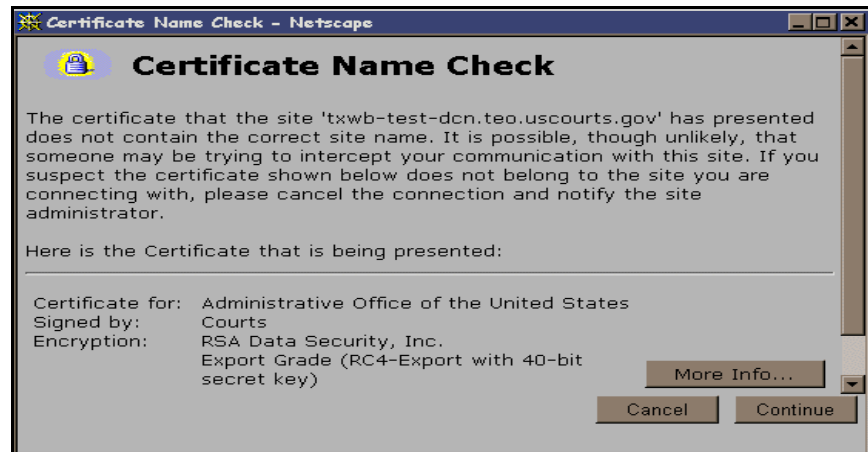 Certificate Name Check - Netscape
Certificate Name Check
The certificate that the site 'txwb-test-dcn.teo.uscourts.gov' has presented
does not contain the correct site name. It is possible, though unlikely, that
someone may be trying to intercept your communication with this site. If you
suspect the certificate shown below does not belong to the site you are
connecting with, please cancel the connection and notify the site
administrator.
Here is the Certificate that is being presented:
Certificate for: Administrative Office of the United States
Signed by: Courts
Encryption: RSA Data Security, Inc.
Export Grade (RC4-Export with 40-bit
secret key)
More Info...
Cancel Continue